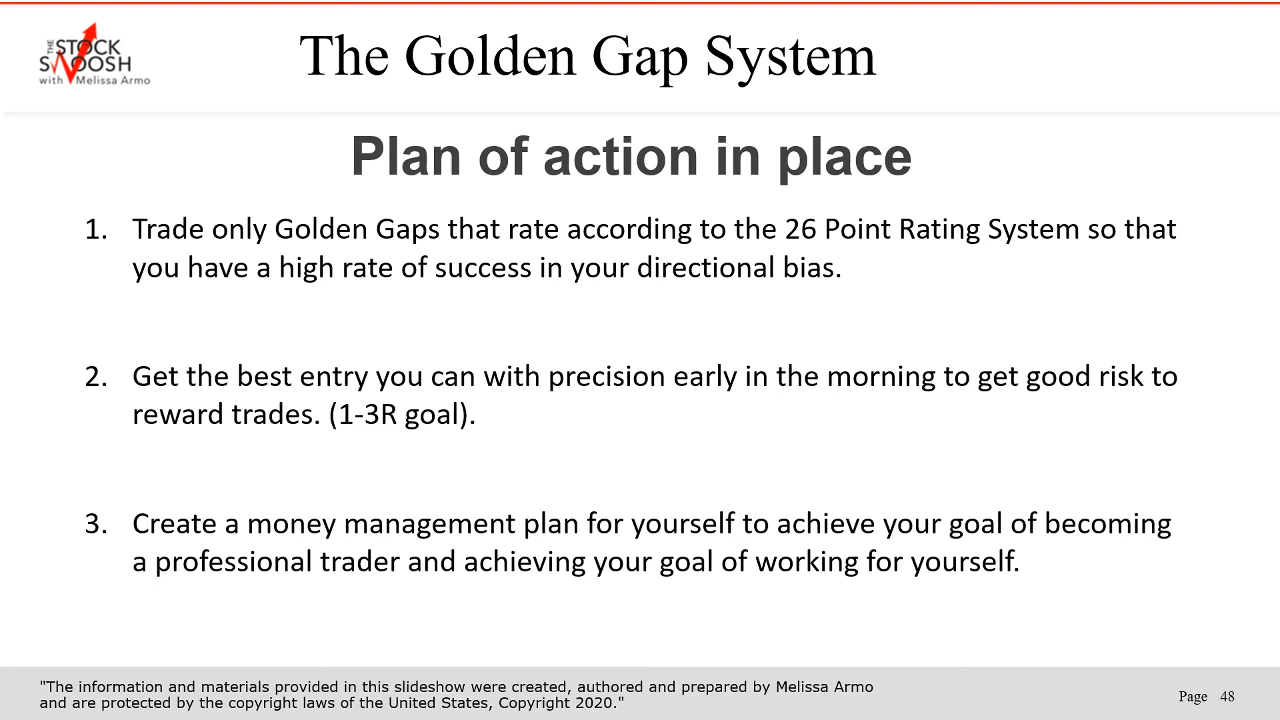 THE
STOCK
SWOOSH
with Melissa Armo
The Golden Gap System
Plan of action in place
1. Trade only Golden Gaps that rate according to the 26 Point Rating System so that
you have a high rate of success in your directional bias.
2. Get the best entry you can with precision early in the morning to get good risk to
reward trades. (1-3R goal).
3. Create a money management plan for yourself to achieve your goal of becoming
a professional trader and achieving your goal of working for yourself.
"The information and materials provided in this slideshow were created, authored and prepared by Melissa Armo
and are protected by the copyright laws of the United States, Copyright 2020."
Page 48